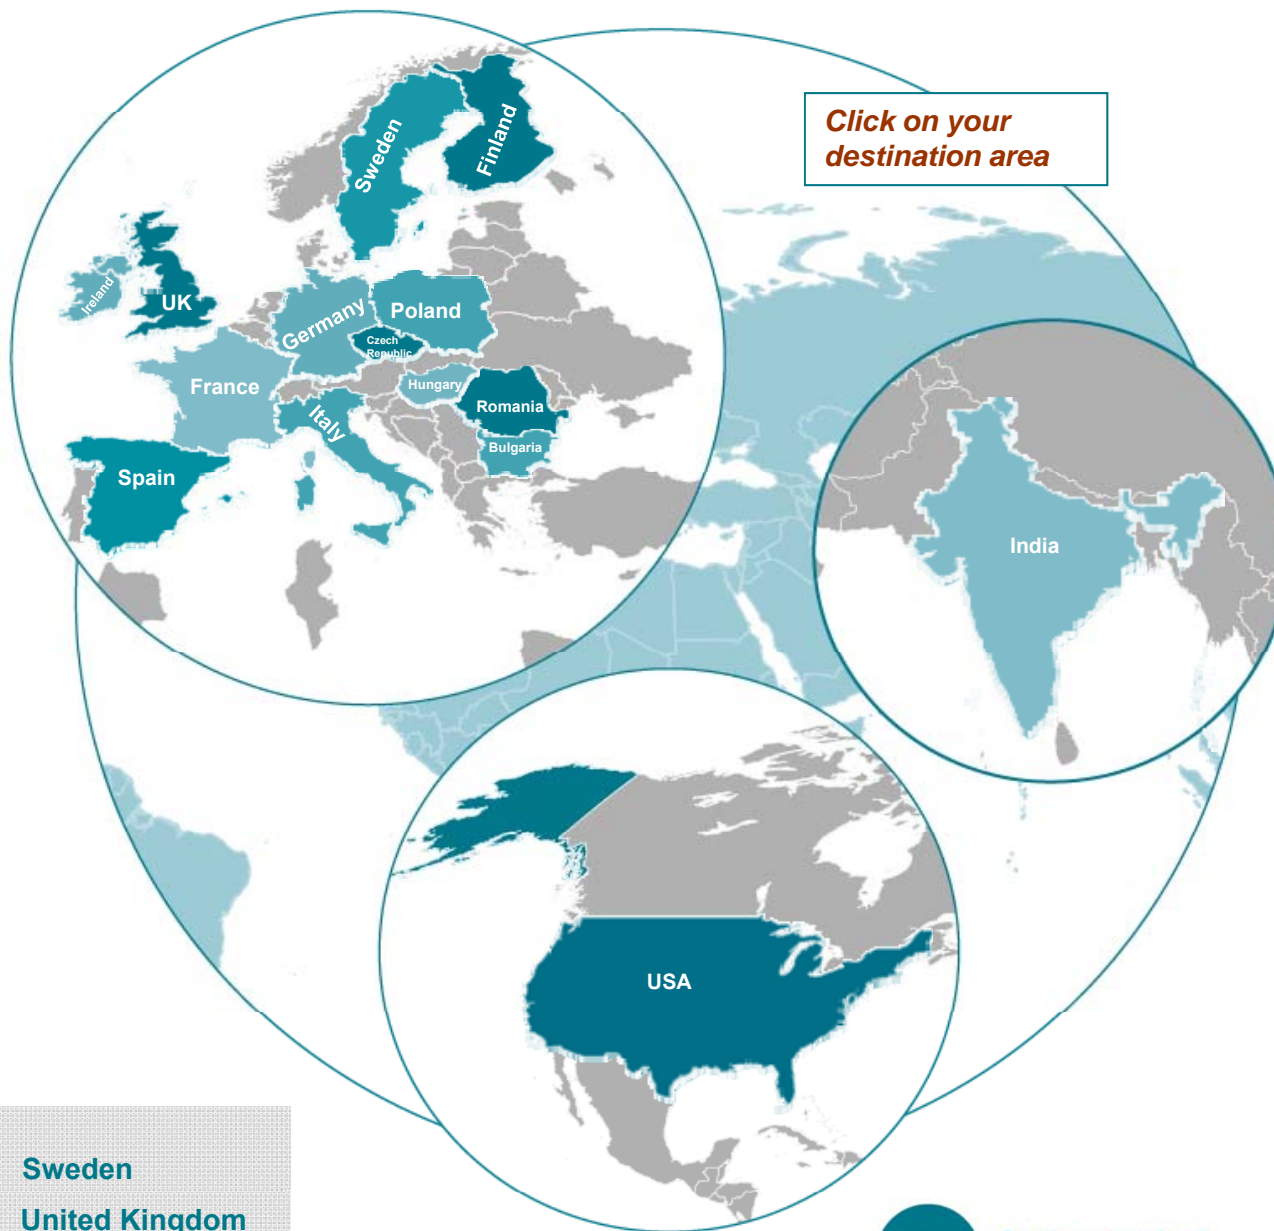 Click on your
destination area
Sweden
Finland
Ireland
UK
Germany
Poland
Czech
Republic
France
Hungary
Italy
Romania
Bulgaria
Spain
India
USA
Sweden
United Kingdom